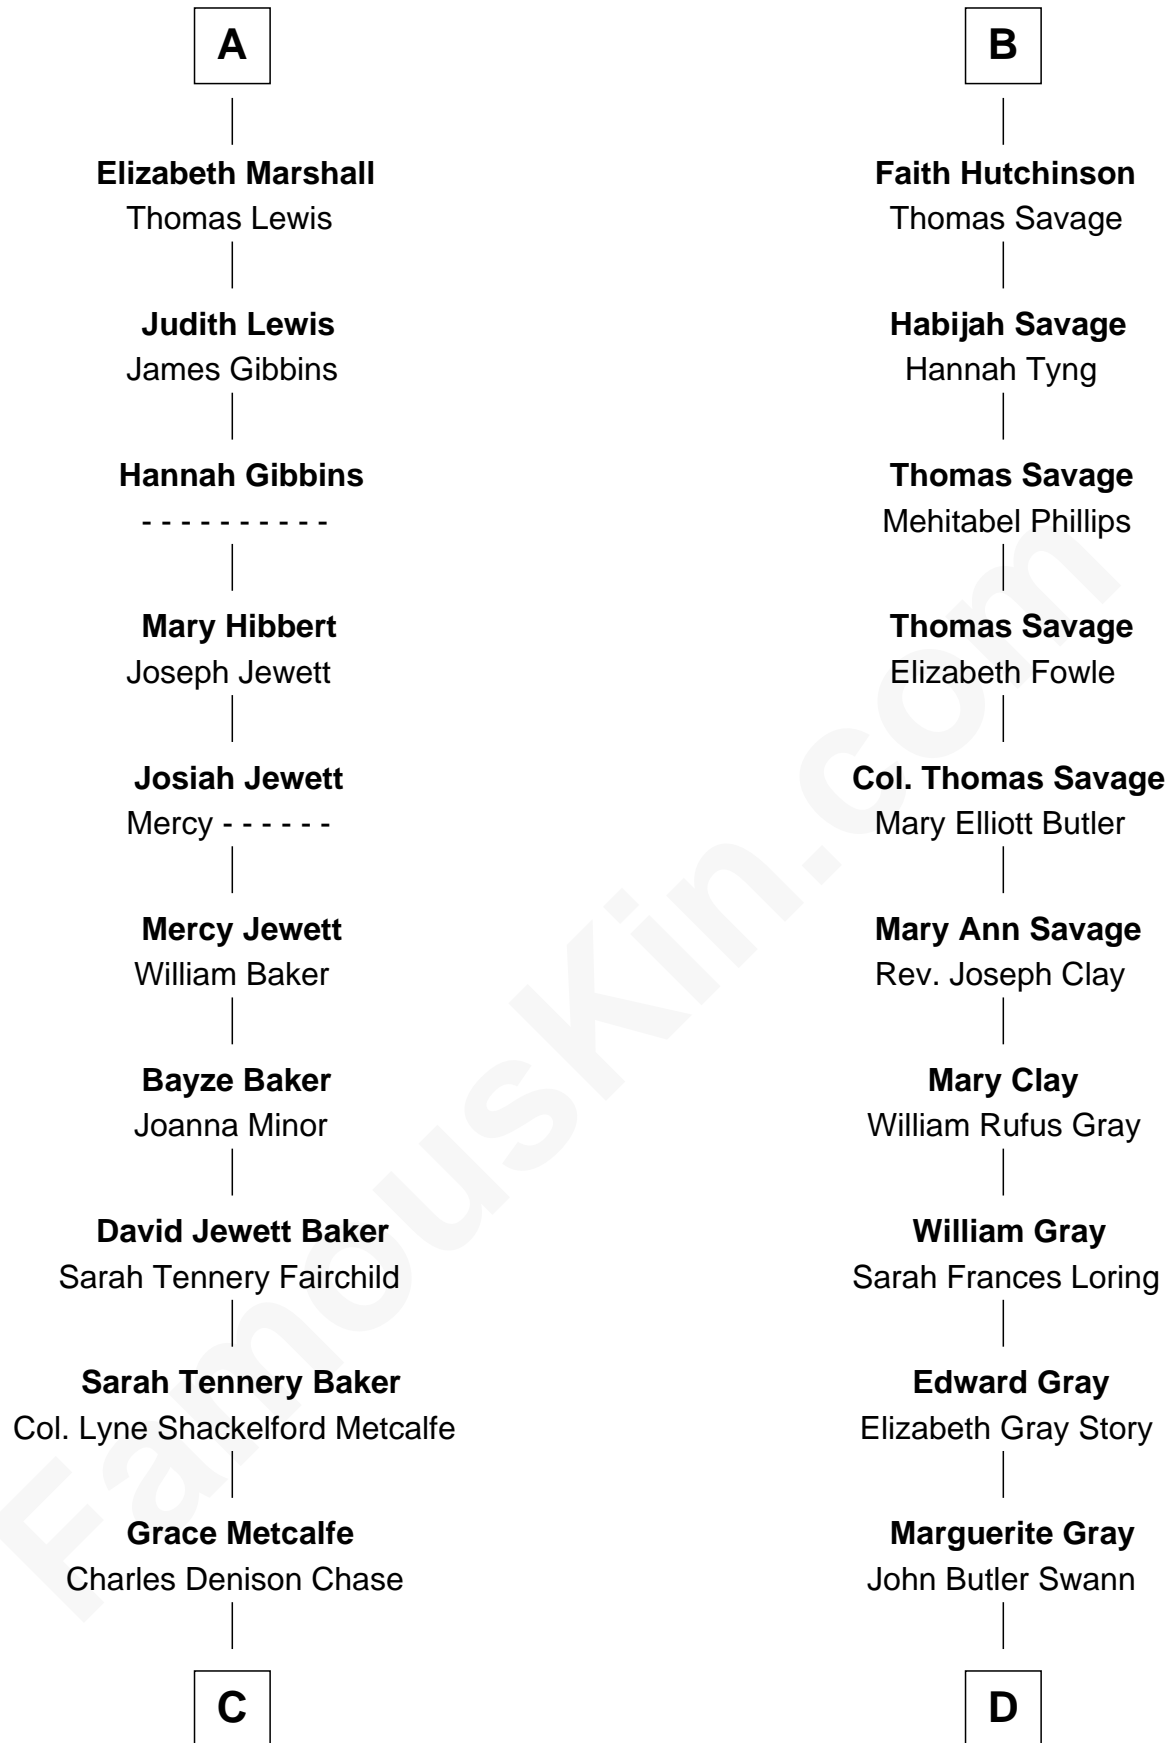 A
Elizabeth Marshall
Thomas Lewis
Judith Lewis
James Gibbins
Hannah Gibbins
- - - - - - - - - -
Mary Hibbert
Joseph Jewett
Josiah Jewett
Mercy - - - - - -
Mercy Jewett
William Baker
Bayze Baker
Joanna Minor
David Jewett Baker
Sarah Tennery Fairchild
Sarah Tennery Baker
Col. Lyne Shackelford Metcalfe
Grace Metcalfe
Charles Denison Chase
C
B
Faith Hutchinson
Thomas Savage
Habijah Savage
Hannah Tyng
Thomas Savage
Mehitabel Phillips
Thomas Savage
Elizabeth Fowle
Col. Thomas Savage
Mary Elliott Butler
Mary Ann Savage
Rev. Joseph Clay
Mary Clay
William Rufus Gray
William Gray
Sarah Frances Loring
Edward Gray
Elizabeth Gray Story
Marguerite Gray
John Butler Swann
D
FamousKin.com